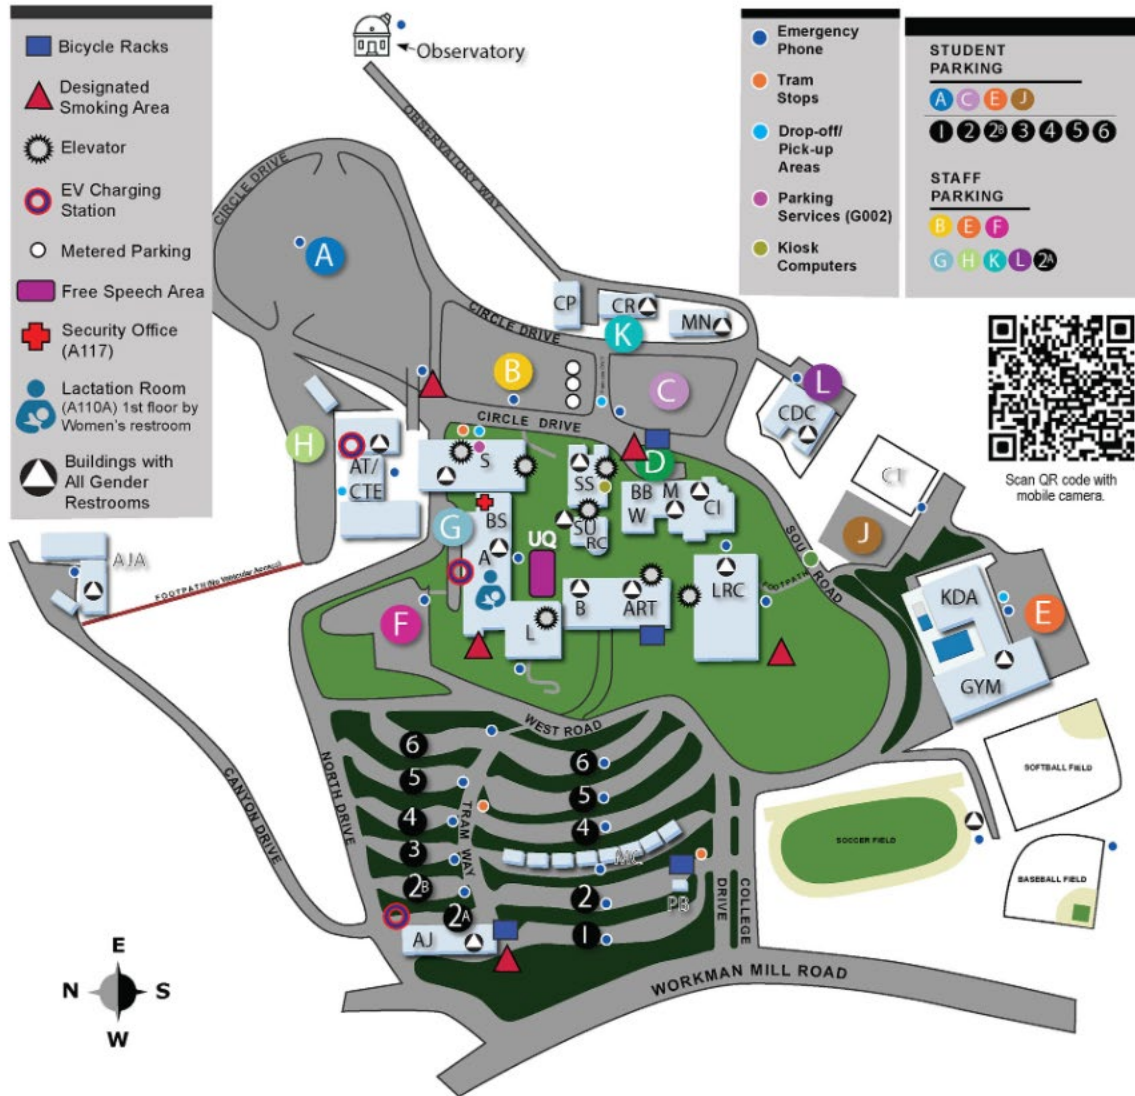 Bicycle Racks
Designated
Smoking Area
Elevator
EV Charging
Station
Metered Parking
Free Speech Area
Security Office
(A117)
Lactation Room
(A110A) 1st floor by
Women's restroom
Buildings with
All Gender
Restrooms
Observatory
Emergency
Phone
Tram
Stops
Drop-off/
Pick-up
Areas
Parking
Services (G002)
Kiosk
Computers
STUDENT
PARKING
A C E J
1 2 2B 3 4 5 6
STAFF
PARKING
B E F
G H K L 2A
Scan QR code with
mobile camera.
OBSERVATORY WAY
CIRCLE DRIVE
A
CIRCLE DRIVE
CP
CR
MN
K
B
C
L
CDC
CIRCLE DRIVE
H
AT/
CTE
S
SS
D
BB
M
W
CI
CT
J
G
BS
A
SU
RC
UQ
AJA
FOOTPATH (No Vehicular Access)
SOUTH ROAD
FOOTPATH
LRC
KDA
E
F
L
B
ART
GYM
WEST ROAD
NORTH DRIVE
CANYON DRIVE
TRAM WAY
6
5
4
3
2B
2A
AJ
6
5
4
MC
2
1
PB
COLLEGE
DRIVE
SOFTBALL FIELD
SOCCER FIELD
BASEBALL FIELD
WORKMAN MILL ROAD
E
N S
W